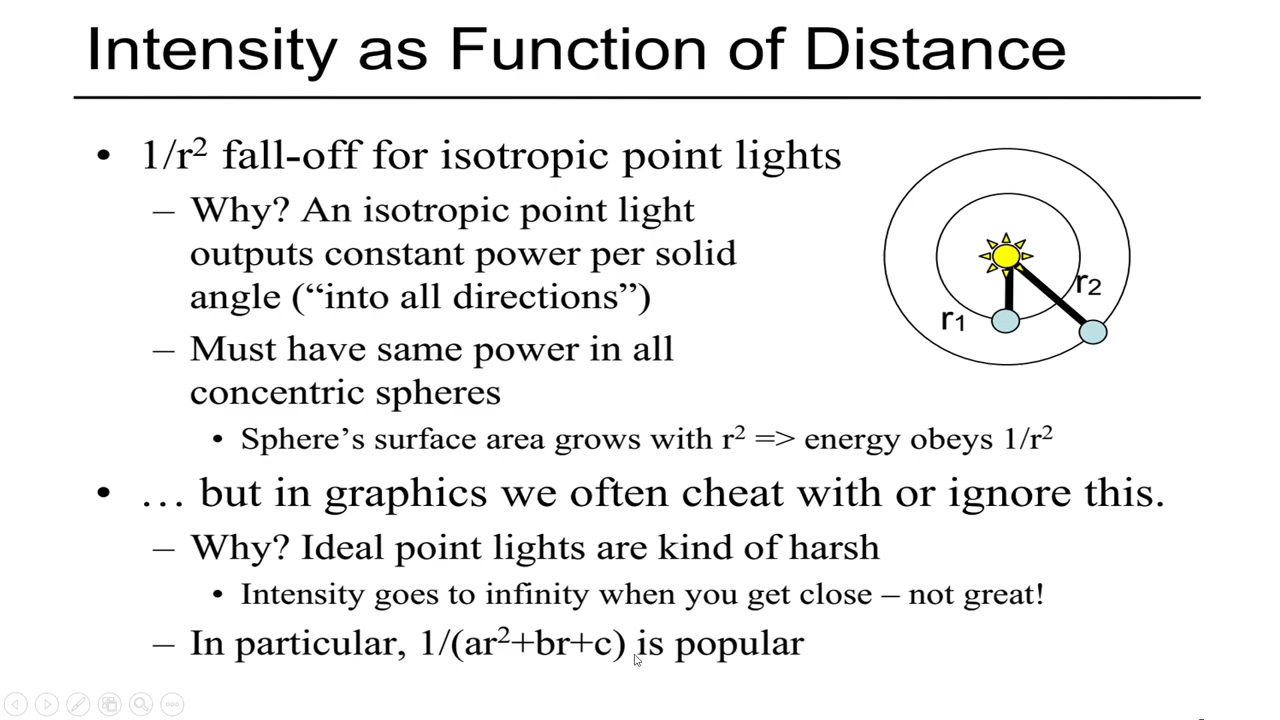 Intensity as Function of Distance
• 1/r² fall-off for isotropic point lights
– Why? An isotropic point light
outputs constant power per solid
angle (“into all directions”)
– Must have same power in all
concentric spheres
• Sphere’s surface area grows with r² => energy obeys 1/r²
r₁
r₂
• … but in graphics we often cheat with or ignore this.
– Why? Ideal point lights are kind of harsh
• Intensity goes to infinity when you get close – not great!
– In particular, 1/(ar²+br+c) is popular